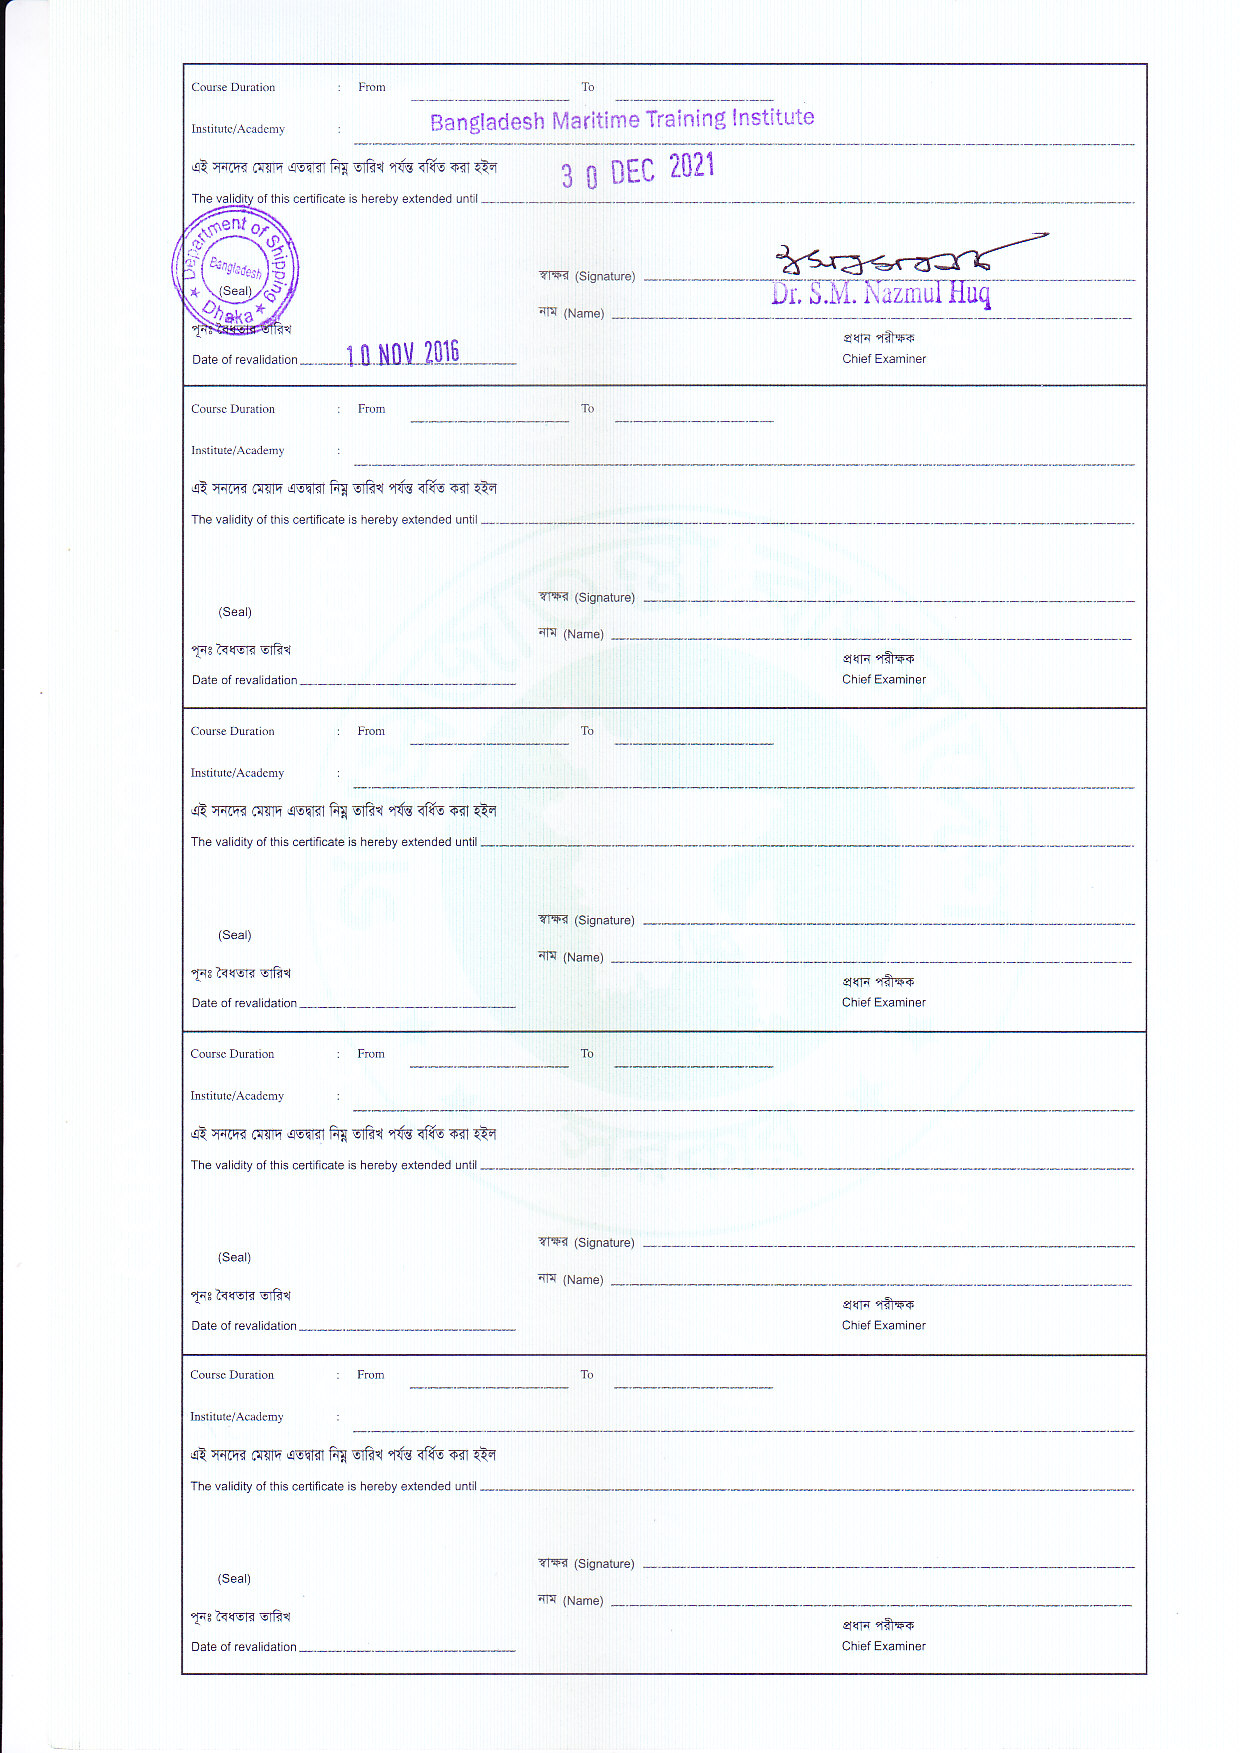 Course Duration : From To
Institute/Academy : Bangladesh Maritime Training Institute
এই সনদের মেয়াদ এতদ্বারা নিম্ন তারিখ পর্যন্ত বর্ধিত করা হইল
30 DEC 2021
The validity of this certificate is hereby extended until
Department of Shipping
Bangladesh
Dhaka
স্বাক্ষর (Signature)
(Seal)
Dr. S.M. Nazmul Huq
নাম (Name)
পূনঃ বৈধতার তারিখ
প্রধান পরীক্ষক
Date of revalidation 10 NOV 2016
Chief Examiner
Course Duration : From To
Institute/Academy :
এই সনদের মেয়াদ এতদ্বারা নিম্ন তারিখ পর্যন্ত বর্ধিত করা হইল
The validity of this certificate is hereby extended until
স্বাক্ষর (Signature)
(Seal)
নাম (Name)
পূনঃ বৈধতার তারিখ
প্রধান পরীক্ষক
Date of revalidation
Chief Examiner
Course Duration : From To
Institute/Academy :
এই সনদের মেয়াদ এতদ্বারা নিম্ন তারিখ পর্যন্ত বর্ধিত করা হইল
The validity of this certificate is hereby extended until
স্বাক্ষর (Signature)
(Seal)
নাম (Name)
পূনঃ বৈধতার তারিখ
প্রধান পরীক্ষক
Date of revalidation
Chief Examiner
Course Duration : From To
Institute/Academy :
এই সনদের মেয়াদ এতদ্বারা নিম্ন তারিখ পর্যন্ত বর্ধিত করা হইল
The validity of this certificate is hereby extended until
স্বাক্ষর (Signature)
(Seal)
নাম (Name)
পূনঃ বৈধতার তারিখ
প্রধান পরীক্ষক
Date of revalidation
Chief Examiner
Course Duration : From To
Institute/Academy :
এই সনদের মেয়াদ এতদ্বারা নিম্ন তারিখ পর্যন্ত বর্ধিত করা হইল
The validity of this certificate is hereby extended until
স্বাক্ষর (Signature)
(Seal)
নাম (Name)
পূনঃ বৈধতার তারিখ
প্রধান পরীক্ষক
Date of revalidation
Chief Examiner